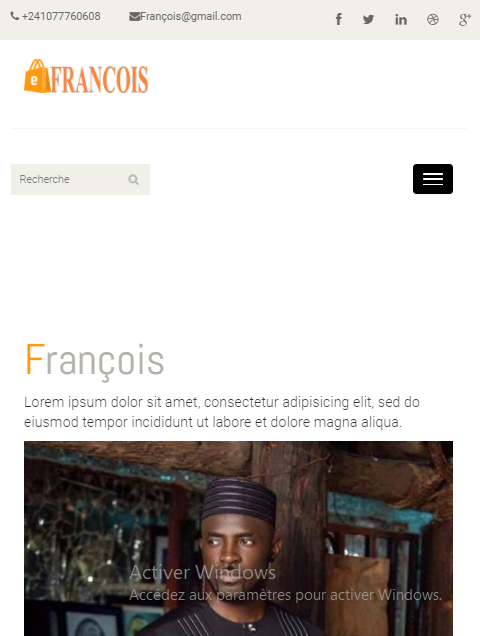 +241077760608 François@gmail.com
e FRANCOIS
Recherche
François
Lorem ipsum dolor sit amet, consectetur adipisicing elit, sed do
eiusmod tempor incididunt ut labore et dolore magna aliqua.
Activer Windows
Accédez aux paramètres pour activer Windows.